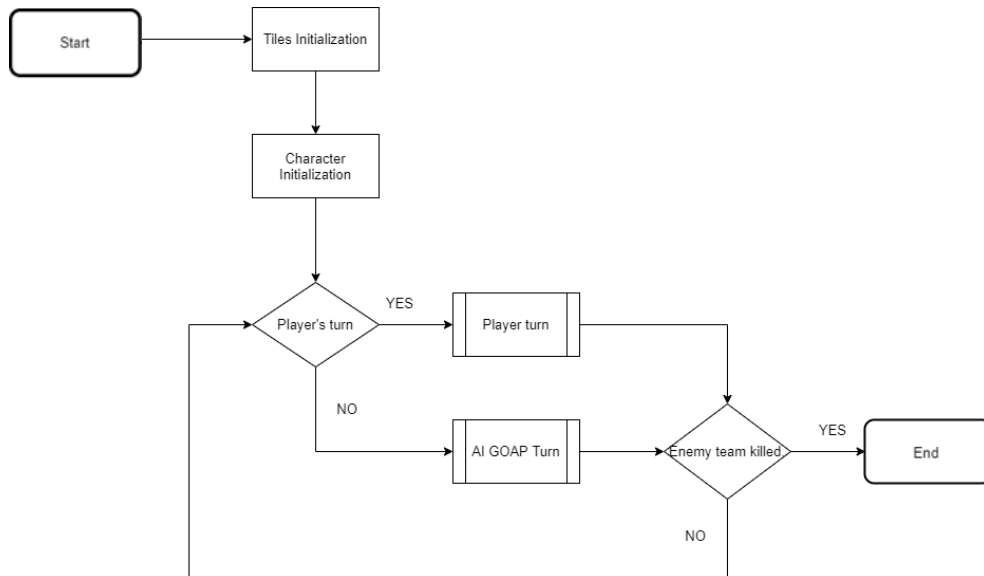 Start
Tiles Initialization
Character
Initialization
Player's turn
YES
Player turn
NO
AI GOAP Turn
Enemy team killed
YES
End
NO